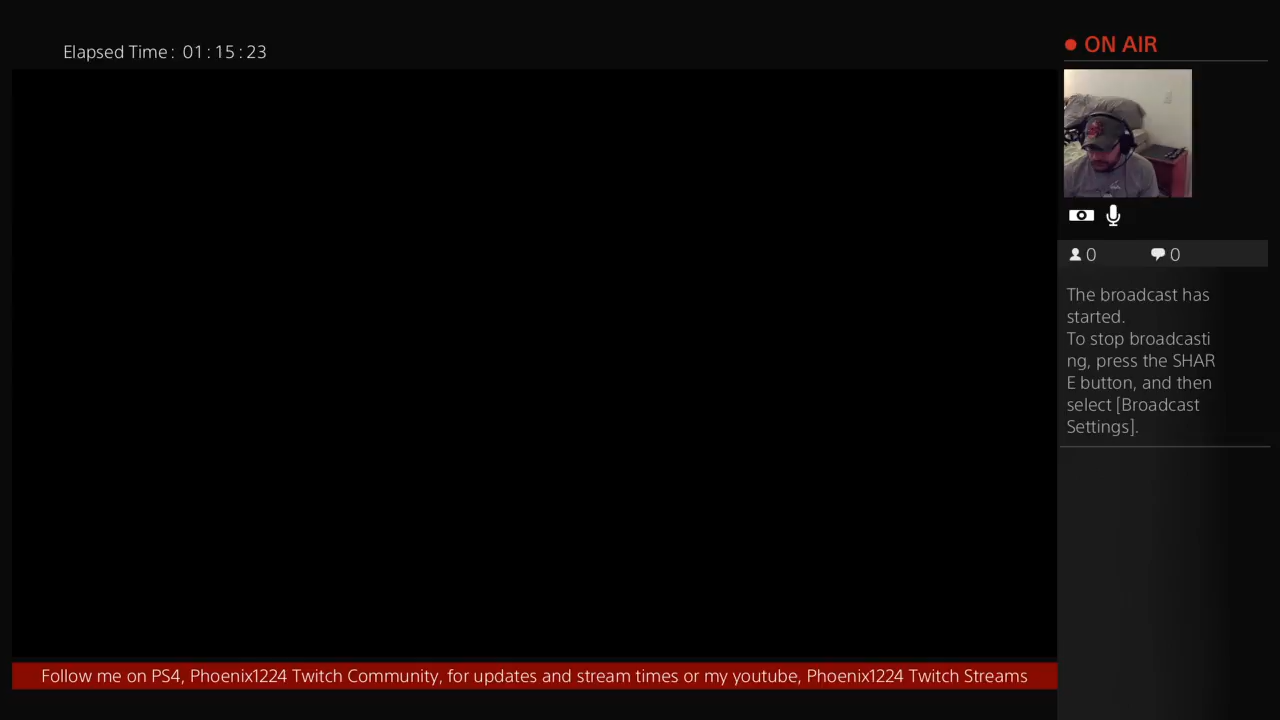 Elapsed Time: 01:15:23
ON AIR
0 0
The broadcast has
started.
To stop broadcasti
ng, press the SHAR
E button, and then
select [Broadcast
Settings].
Follow me on PS4, Phoenix1224 Twitch Community, for updates and stream times or my youtube, Phoenix1224 Twitch Streams